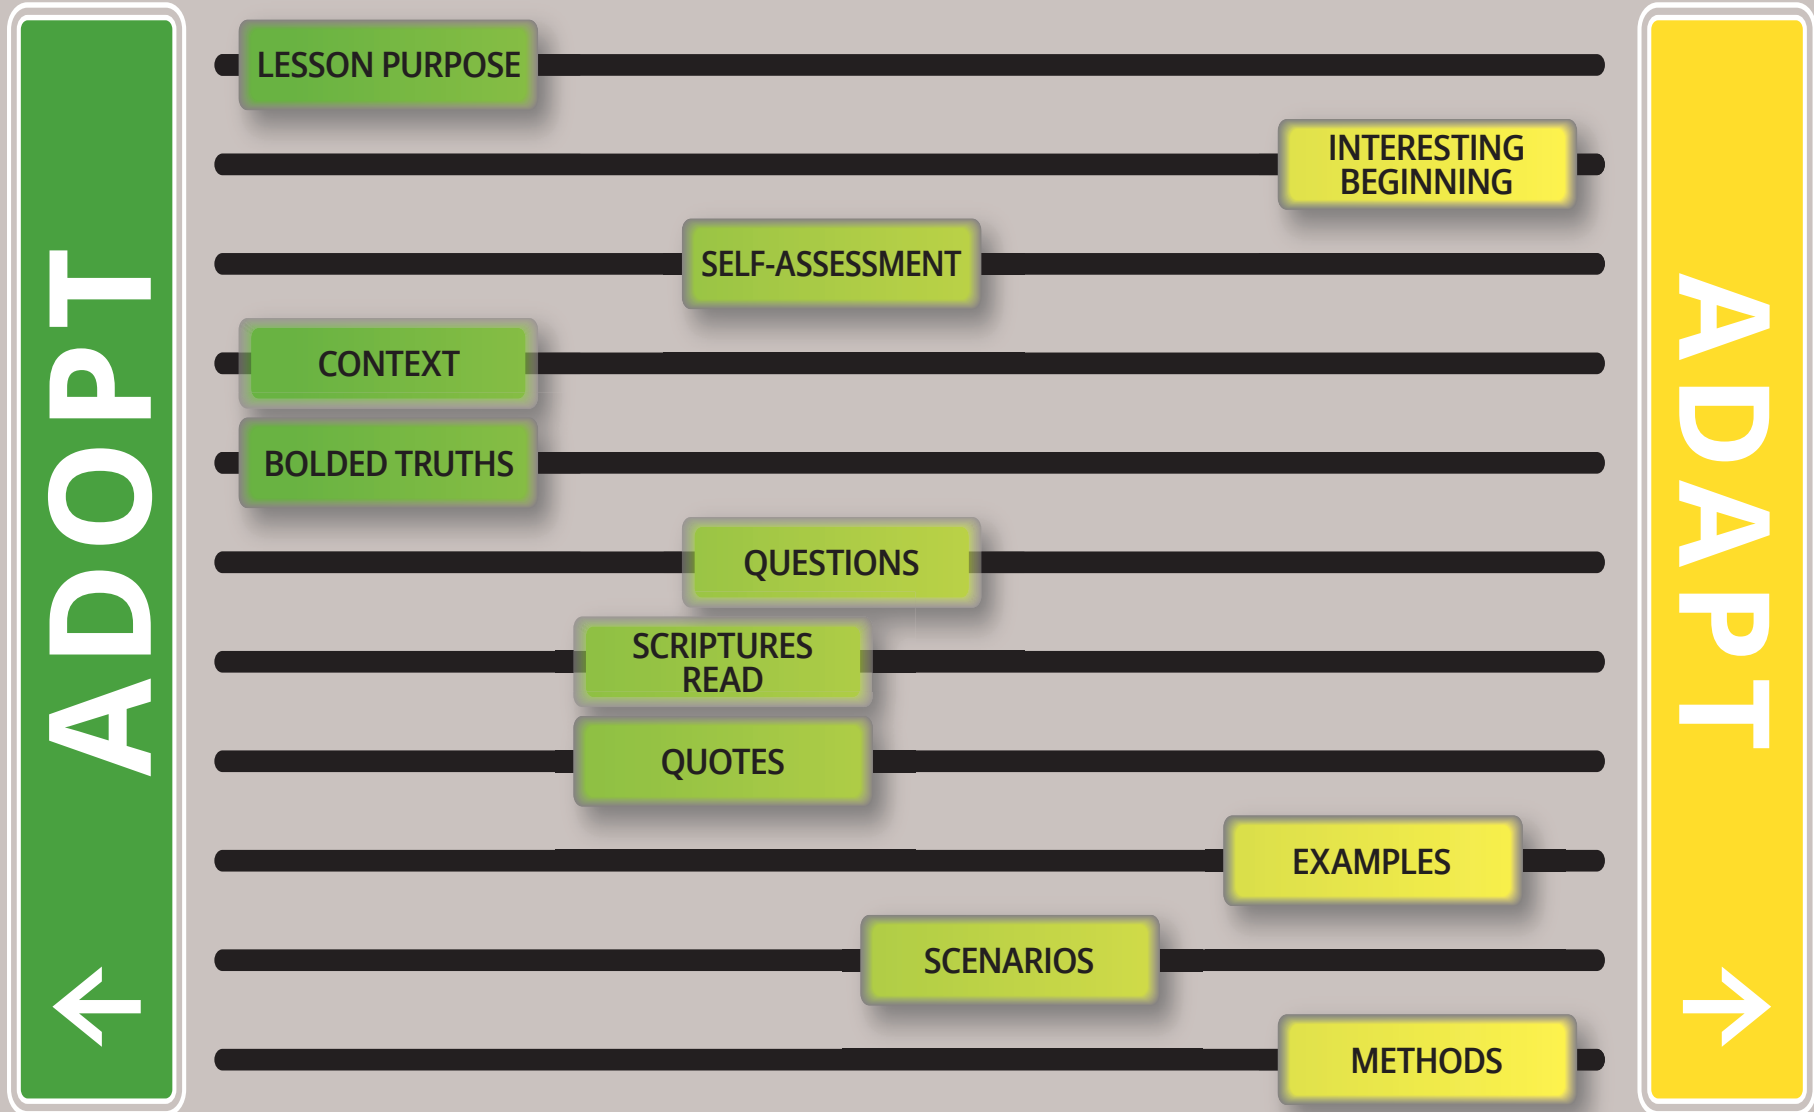 ADOPT
LESSON PURPOSE
INTERESTING
BEGINNING
SELF-ASSESSMENT
CONTEXT
BOLDED TRUTHS
QUESTIONS
SCRIPTURES
READ
QUOTES
EXAMPLES
SCENARIOS
METHODS
ADAPT